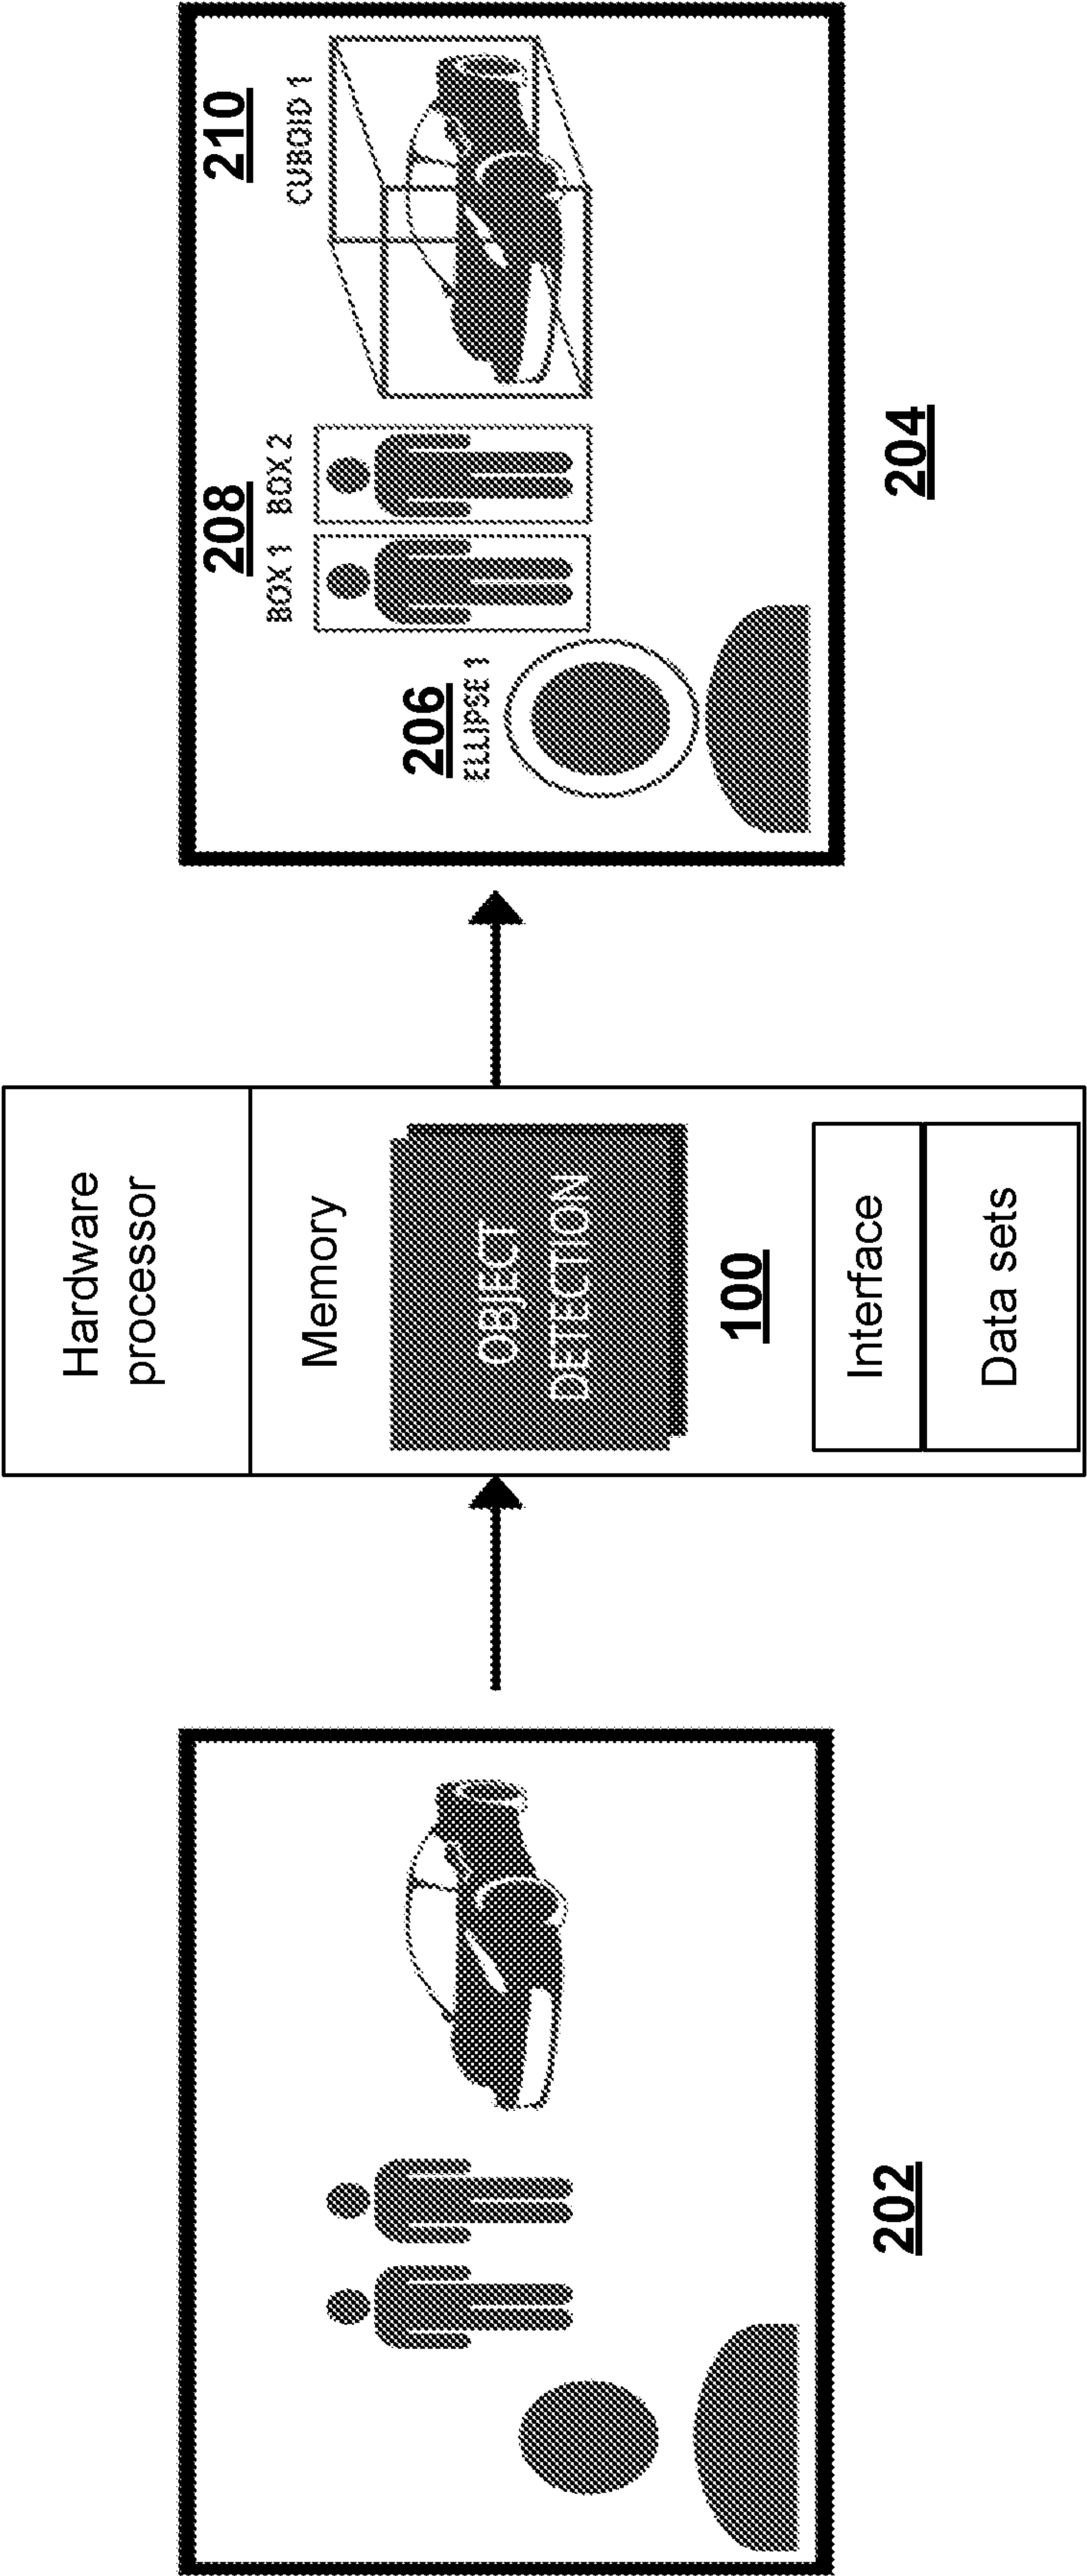 202
Hardware
processor
Memory
OBJECT
DETECTION
100
Interface
Data sets
210
CUBOID 1
208
BOX 1 BOX 2
206
ELLIPSE 1
204